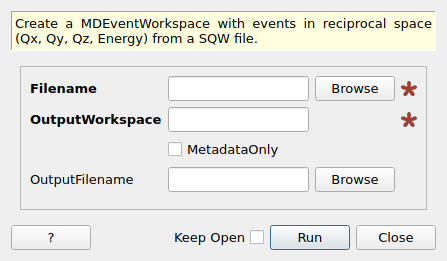 Create a MDEventWorkspace with events in reciprocal space
(Qx, Qy, Qz, Energy) from a SQW file.
Filename Browse
OutputWorkspace
MetadataOnly
OutputFilename Browse
? Keep Open Run Close